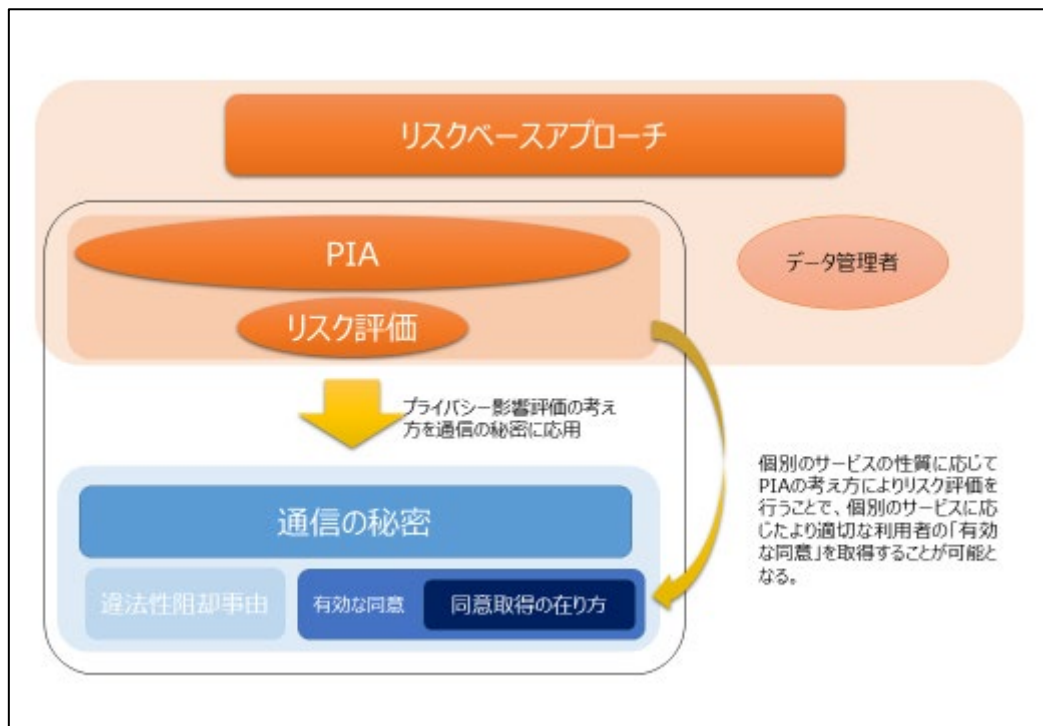 リスクベースアプローチ
PIA
データ管理者
リスク評価
プライバシー影響評価の考え
方を通信の秘密に応用
個別のサービスの性質に応じて
PIAの考え方によりリスク評価を
行うことで、個別のサービスに応
じたより適切な利用者の「有効
な同意」を取得することが可能と
なる。
通信の秘密
違法性阻却事由
有効な同意
同意取得の在り方